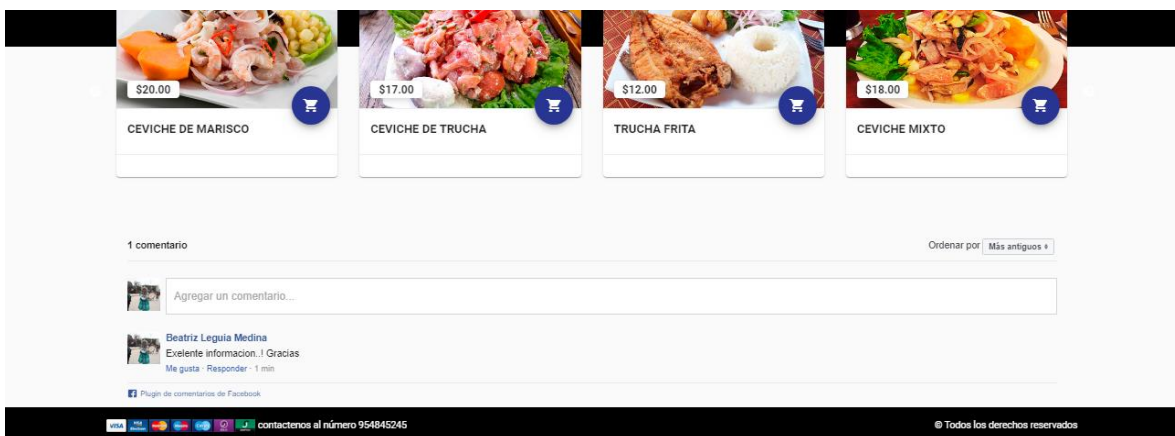 $20.00
$17.00
$12.00
$18.00
CEVICHE DE MARISCO
CEVICHE DE TRUCHA
TRUCHA FRITA
CEVICHE MIXTO
1 comentario
Ordenar por Más antiguos
Agregar un comentario...
Beatriz Leguia Medina
Exelente informacion..! Gracias
Me gusta · Responder · 1 min
Plugin de comentarios de Facebook
VISA contactenos al número 954845245
© Todos los derechos reservados